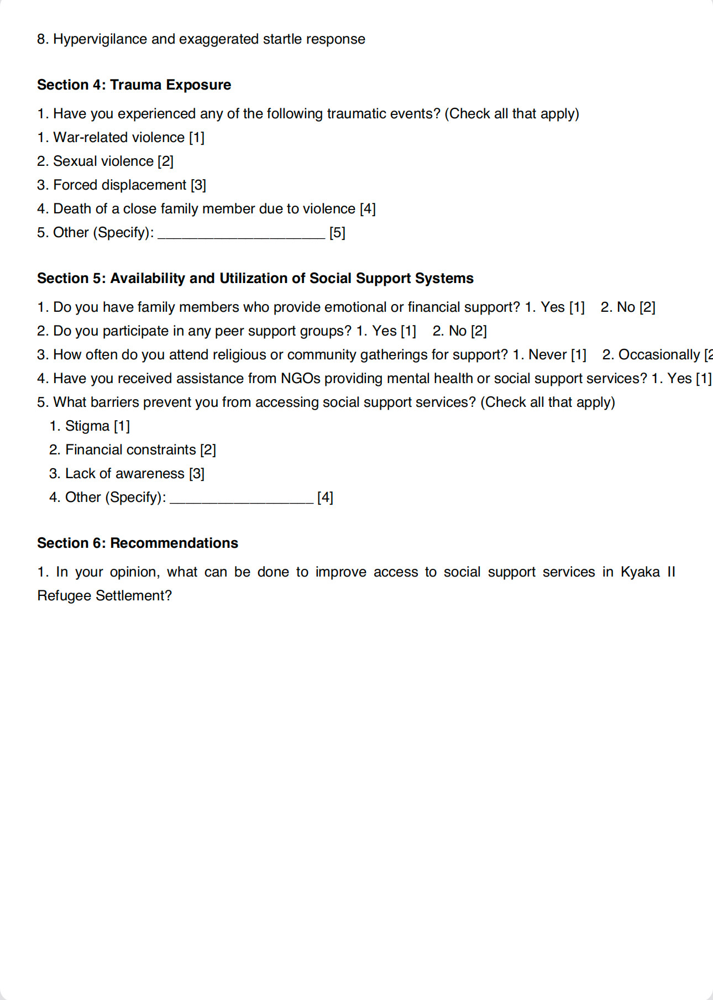 8. Hypervigilance and exaggerated startle response
Section 4: Trauma Exposure
1. Have you experienced any of the following traumatic events? (Check all that apply)
1. War-related violence [1]
2. Sexual violence [2]
3. Forced displacement [3]
4. Death of a close family member due to violence [4]
5. Other (Specify): _____________________ [5]
Section 5: Availability and Utilization of Social Support Systems
1. Do you have family members who provide emotional or financial support? 1. Yes [1]    2. No [2]
2. Do you participate in any peer support groups? 1. Yes [1]    2. No [2]
3. How often do you attend religious or community gatherings for support? 1. Never [1]    2. Occasionally [2
4. Have you received assistance from NGOs providing mental health or social support services? 1. Yes [1]
5. What barriers prevent you from accessing social support services? (Check all that apply)
1. Stigma [1]
2. Financial constraints [2]
3. Lack of awareness [3]
4. Other (Specify): __________________ [4]
Section 6: Recommendations
1. In your opinion, what can be done to improve access to social support services in Kyaka II
Refugee Settlement?